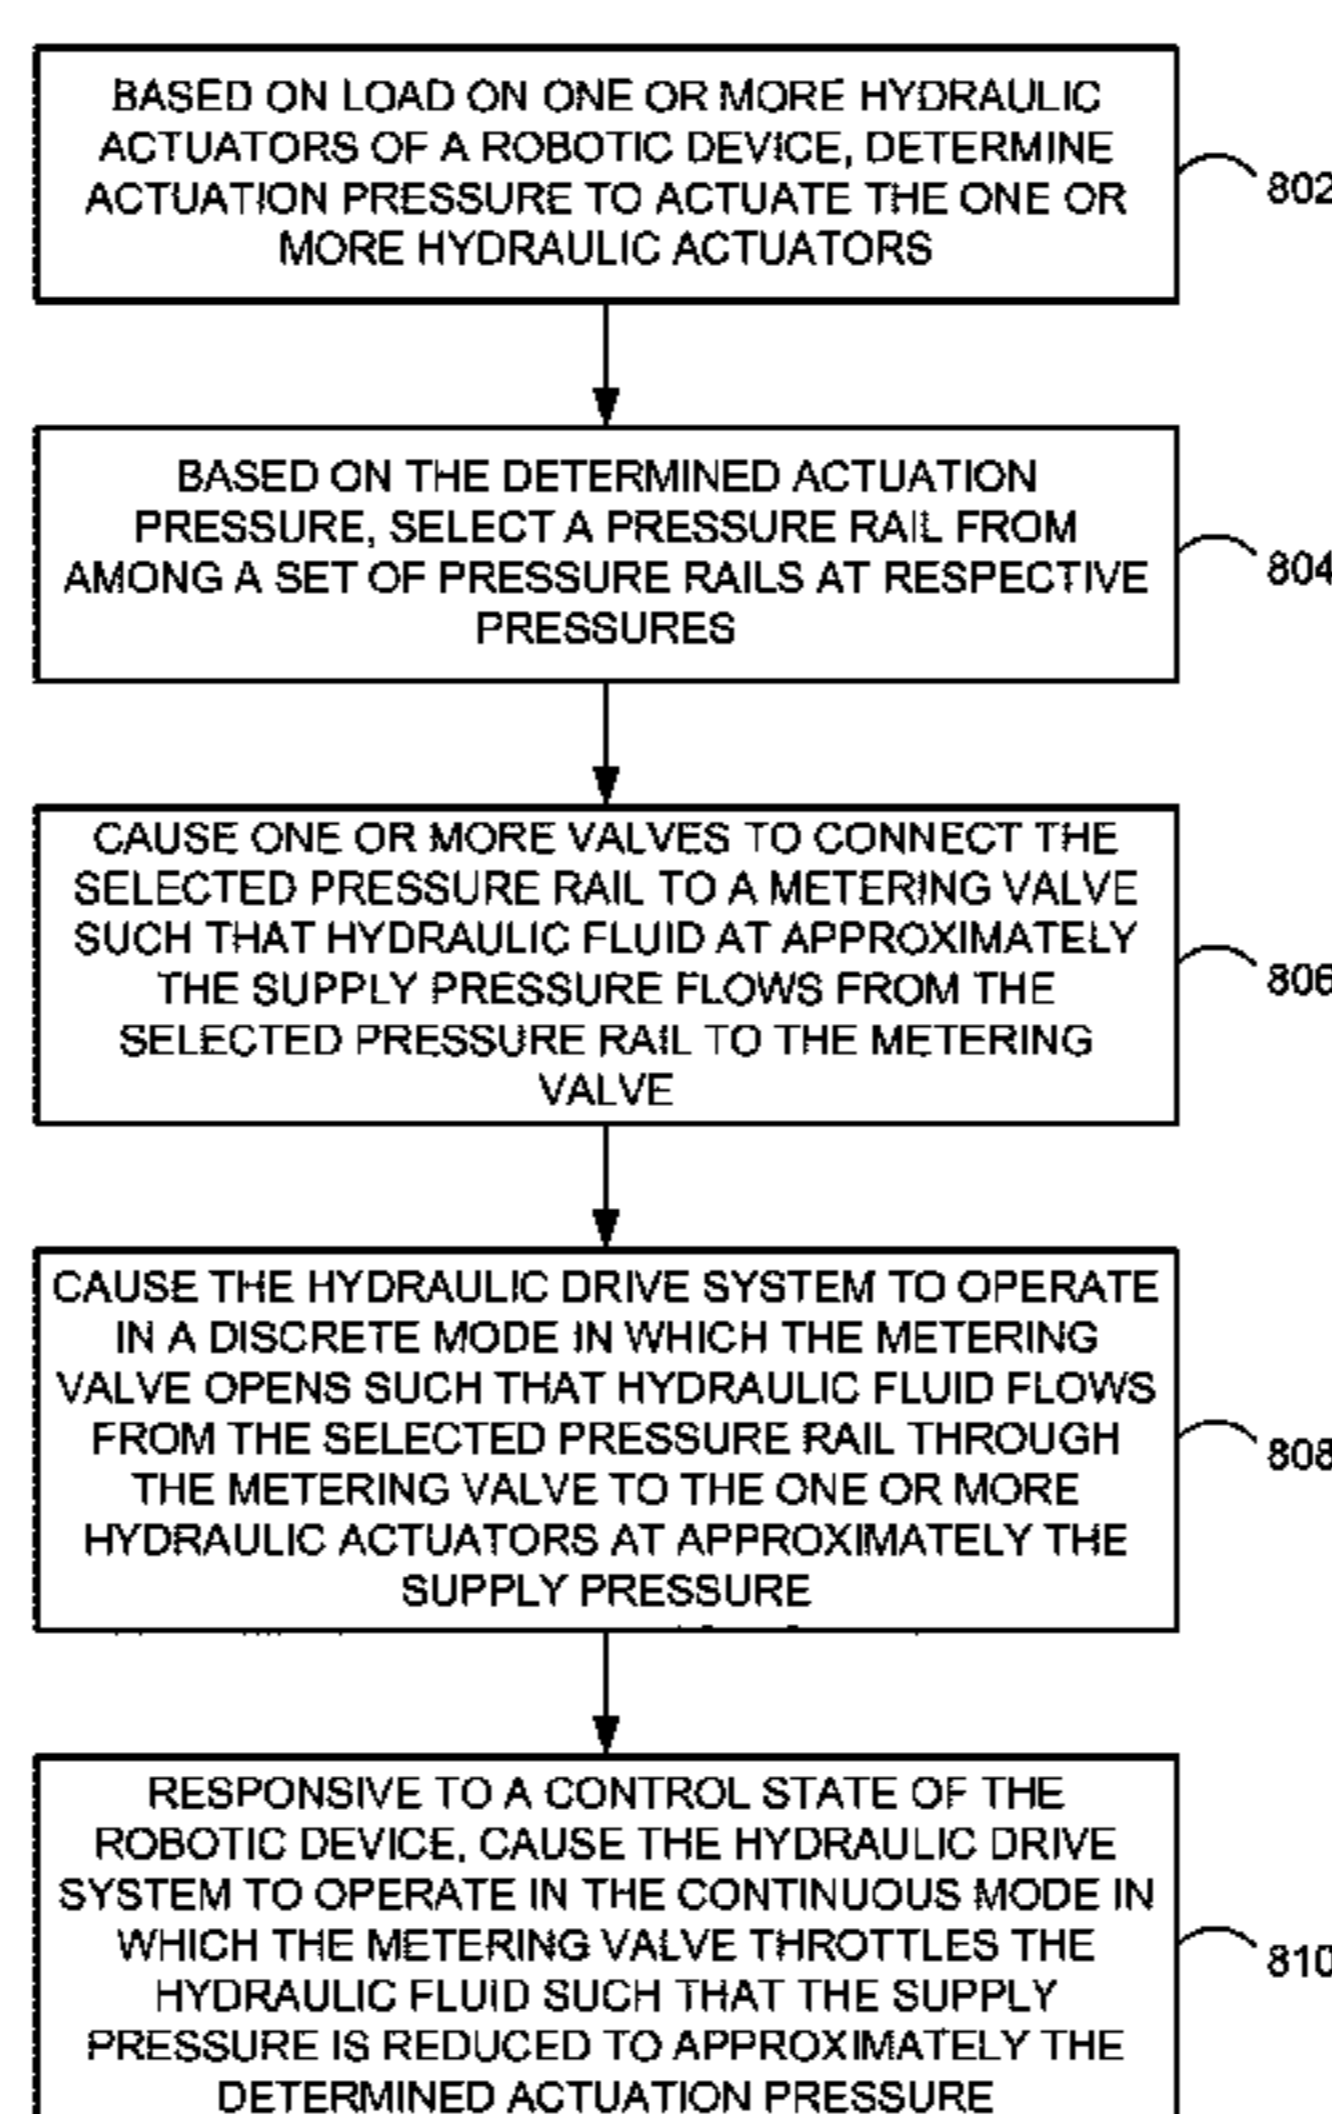 BASED ON LOAD ON ONE OR MORE HYDRAULIC
ACTUATORS OF A ROBOTIC DEVICE, DETERMINE
ACTUATION PRESSURE TO ACTUATE THE ONE OR
MORE HYDRAULIC ACTUATORS
802
BASED ON THE DETERMINED ACTUATION
PRESSURE, SELECT A PRESSURE RAIL FROM
AMONG A SET OF PRESSURE RAILS AT RESPECTIVE
PRESSURES
804
CAUSE ONE OR MORE VALVES TO CONNECT THE
SELECTED PRESSURE RAIL TO A METERING VALVE
SUCH THAT HYDRAULIC FLUID AT APPROXIMATELY
THE SUPPLY PRESSURE FLOWS FROM THE
SELECTED PRESSURE RAIL TO THE METERING
VALVE
806
CAUSE THE HYDRAULIC DRIVE SYSTEM TO OPERATE
IN A DISCRETE MODE IN WHICH THE METERING
VALVE OPENS SUCH THAT HYDRAULIC FLUID FLOWS
FROM THE SELECTED PRESSURE RAIL THROUGH
THE METERING VALVE TO THE ONE OR MORE
HYDRAULIC ACTUATORS AT APPROXIMATELY THE
SUPPLY PRESSURE
808
RESPONSIVE TO A CONTROL STATE OF THE
ROBOTIC DEVICE, CAUSE THE HYDRAULIC DRIVE
SYSTEM TO OPERATE IN THE CONTINUOUS MODE IN
WHICH THE METERING VALVE THROTTLES THE
HYDRAULIC FLUID SUCH THAT THE SUPPLY
PRESSURE IS REDUCED TO APPROXIMATELY THE
DETERMINED ACTUATION PRESSURE
810